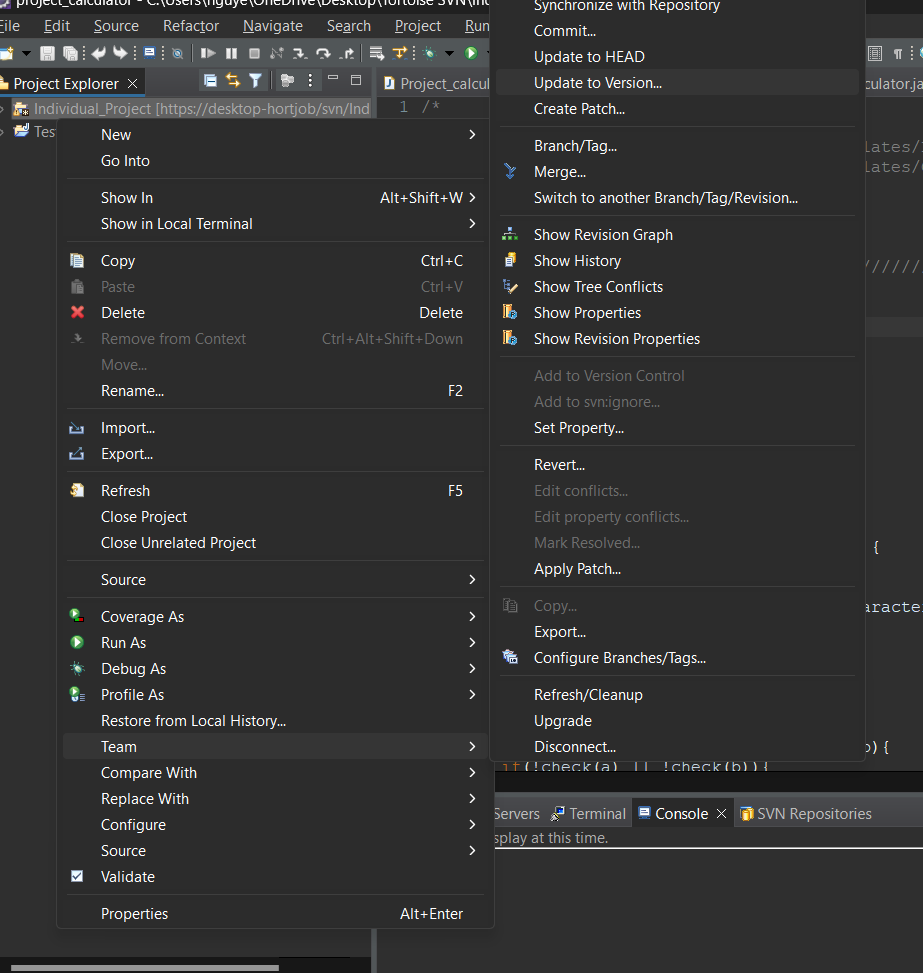 project_calculator - C:\Users\nguye\OneDrive\Desktop\Tortoise SVN\
File Edit Source Refactor Navigate Search Project Run
Project Explorer
Project_calcul
culator.ja
Individual_Project [https://desktop-hortjob/svn/Ind
1 /*
Tes
New
Go Into
Show In Alt+Shift+W
Show in Local Terminal
Copy Ctrl+C
Paste Ctrl+V
Delete Delete
Remove from Context Ctrl+Alt+Shift+Down
Move...
Rename... F2
Import...
Export...
Refresh F5
Close Project
Close Unrelated Project
Source
Coverage As
Run As
Debug As
Profile As
Restore from Local History...
Team
Compare With
Replace With
Configure
Source
Validate
Properties Alt+Enter
Synchronize with Repository
Commit...
Update to HEAD
Update to Version...
Create Patch...
Branch/Tag...
Merge...
Switch to another Branch/Tag/Revision...
Show Revision Graph
Show History
Show Tree Conflicts
Show Properties
Show Revision Properties
Add to Version Control
Add to svn:ignore...
Set Property...
Revert...
Edit conflicts...
Edit property conflicts...
Mark Resolved...
Apply Patch...
Copy...
Export...
Configure Branches/Tags...
Refresh/Cleanup
Upgrade
Disconnect...
lates/
lates/
//////
{
aracte
){
if(!check(a) || !check(b)){
Servers Terminal Console SVN Repositories
splay at this time.